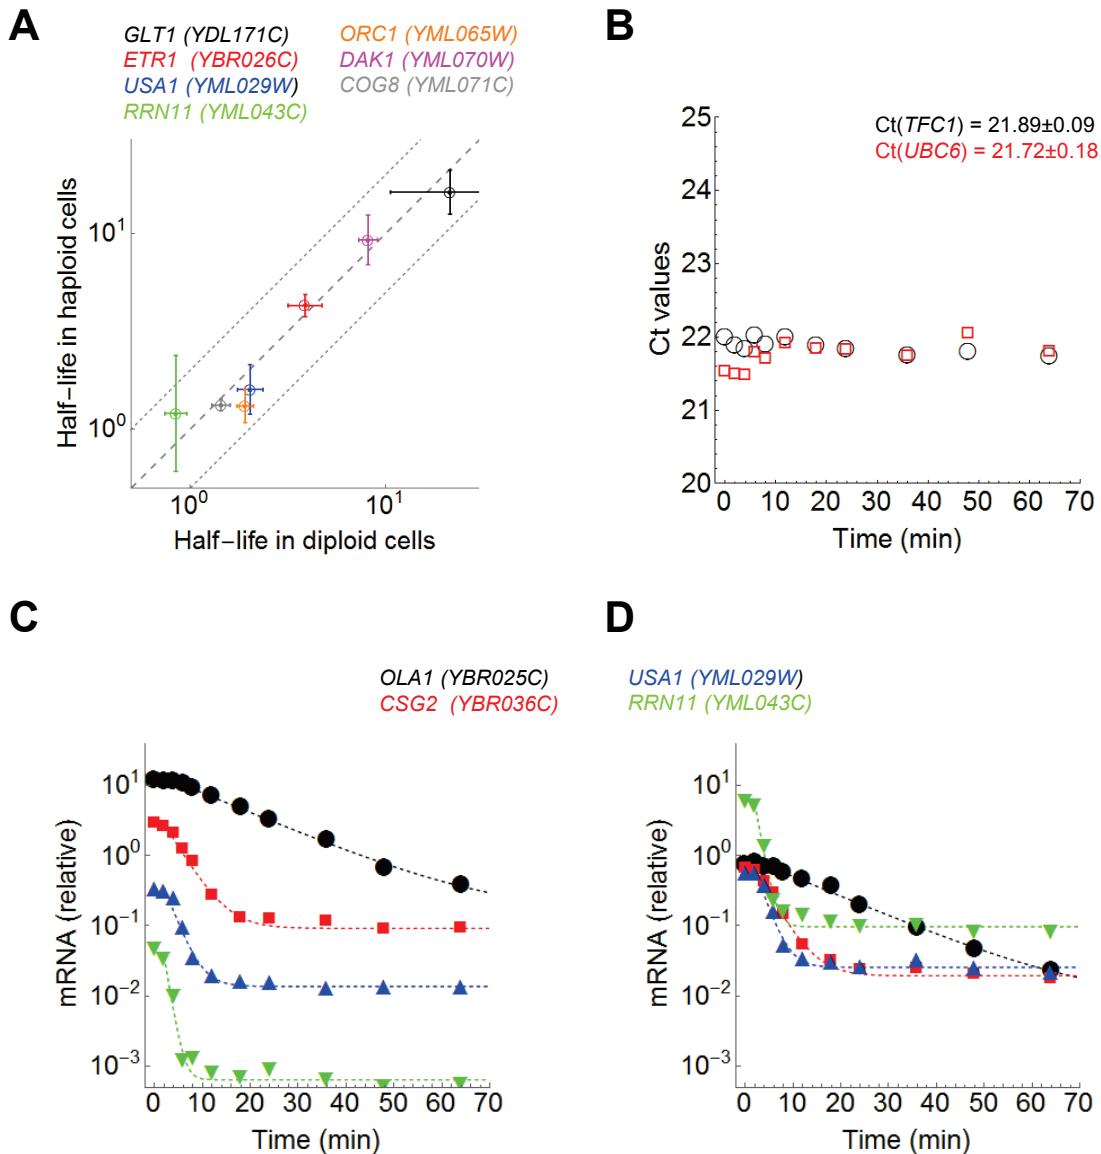 A
GLT1 (YDL171C)
ETR1 (YBR026C)
USA1 (YML029W)
RRN11 (YML043C)
ORC1 (YML065W)
DAK1 (YML070W)
COG8 (YML071C)
Half-life in haploid cells
10^1
10^0
10^0 10^1
Half-life in diploid cells
B
Ct(TFC1) = 21.89±0.09
Ct(UBC6) = 21.72±0.18
Ct values
25
24
23
22
21
20
0 10 20 30 40 50 60 70
Time (min)
C
OLA1 (YBR025C)
CSG2 (YBR036C)
mRNA (relative)
10^1
10^0
10^−1
10^−2
10^−3
0 10 20 30 40 50 60 70
Time (min)
D
USA1 (YML029W)
RRN11 (YML043C)
mRNA (relative)
10^1
10^0
10^−1
10^−2
10^−3
0 10 20 30 40 50 60 70
Time (min)